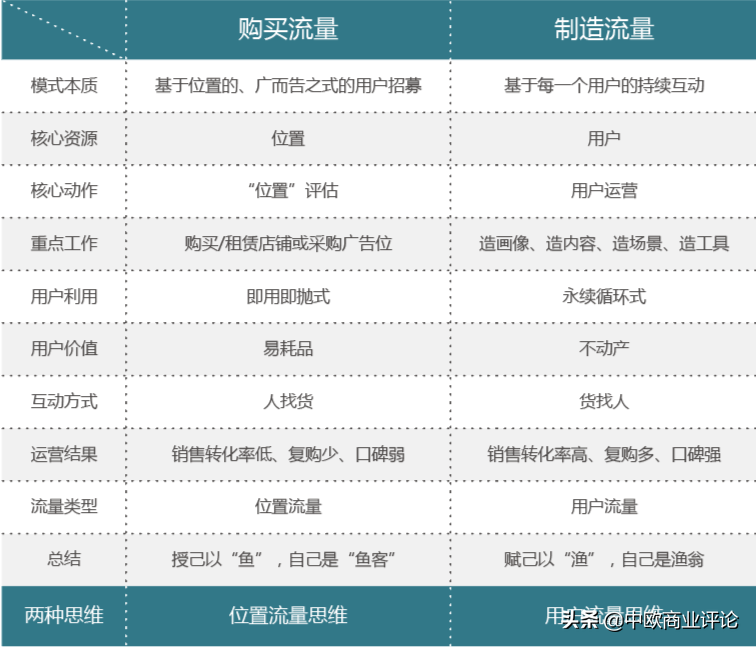 购买流量 制造流量
模式本质 基于位置的、广而告之式的用户招募 基于每一个用户的持续互动
核心资源 位置 用户
核心动作 “位置”评估 用户运营
重点工作 购买/租赁店铺或采购广告位 造画像、造内容、造场景、造工具
用户利用 即用即抛式 永续循环式
用户价值 易耗品 不动产
互动方式 人找货 货找人
运营结果 销售转化率低、复购少、口碑弱 销售转化率高、复购多、口碑强
流量类型 位置流量 用户流量
总结 授己以“鱼”，自己是“鱼客” 赋己以“渔”，自己是渔翁
两种思维 位置流量思维 用户流量思维
头条 @中欧商业评论